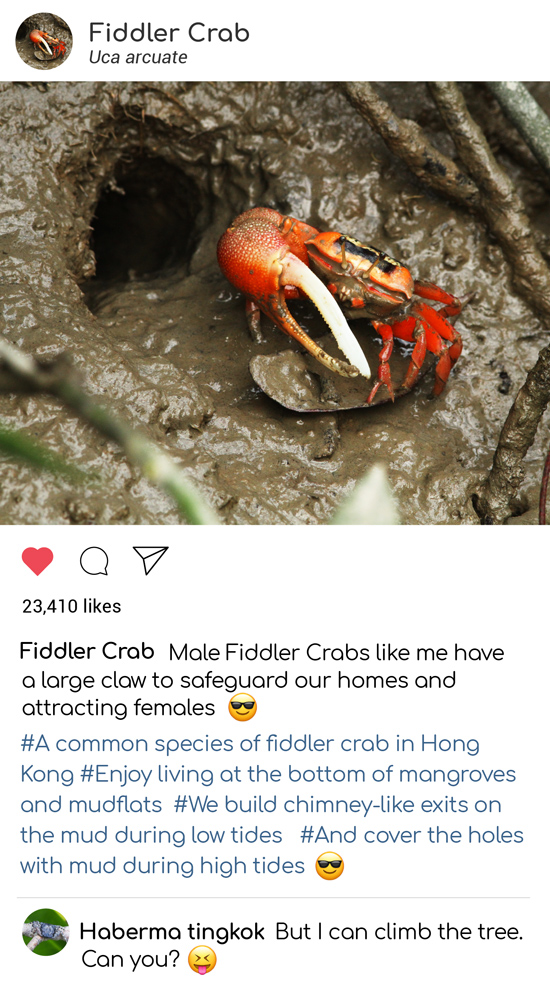 Fiddler Crab
Uca arcuate
23,410 likes
Fiddler Crab Male Fiddler Crabs like me have
a large claw to safeguard our homes and
attracting females 😎
#A common species of fiddler crab in Hong
Kong #Enjoy living at the bottom of mangroves
and mudflats #We build chimney-like exits on
the mud during low tides #And cover the holes
with mud during high tides 😎
Haberma tingkok But I can climb the tree.
Can you? 😝